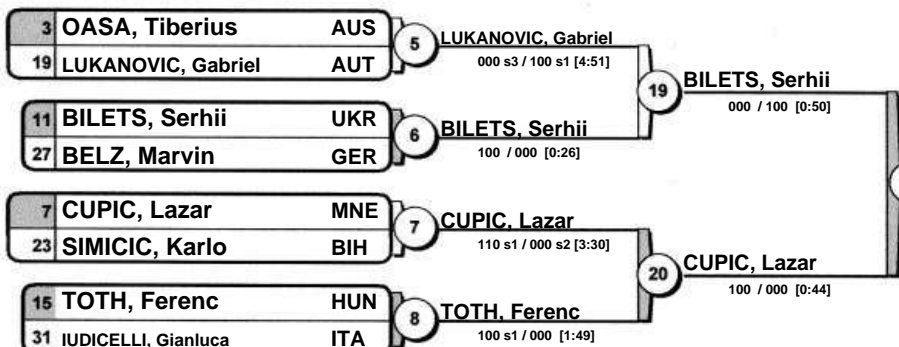 3 OASA, Tiberius AUS
19 LUKANOVIC, Gabriel AUT
5
LUKANOVIC, Gabriel
000 s3 / 100 s1 [4:51]
11 BILETS, Serhii UKR
27 BELZ, Marvin GER
6
BILETS, Serhii
100 / 000 [0:26]
19
BILETS, Serhii
000 / 100 [0:50]
7 CUPIC, Lazar MNE
23 SIMICIC, Karlo BIH
7
CUPIC, Lazar
110 s1 / 000 s2 [3:30]
15 TOTH, Ferenc HUN
31 IUDICELLI, Gianluca ITA
8
TOTH, Ferenc
100 s1 / 000 [1:49]
20
CUPIC, Lazar
100 / 000 [0:44]